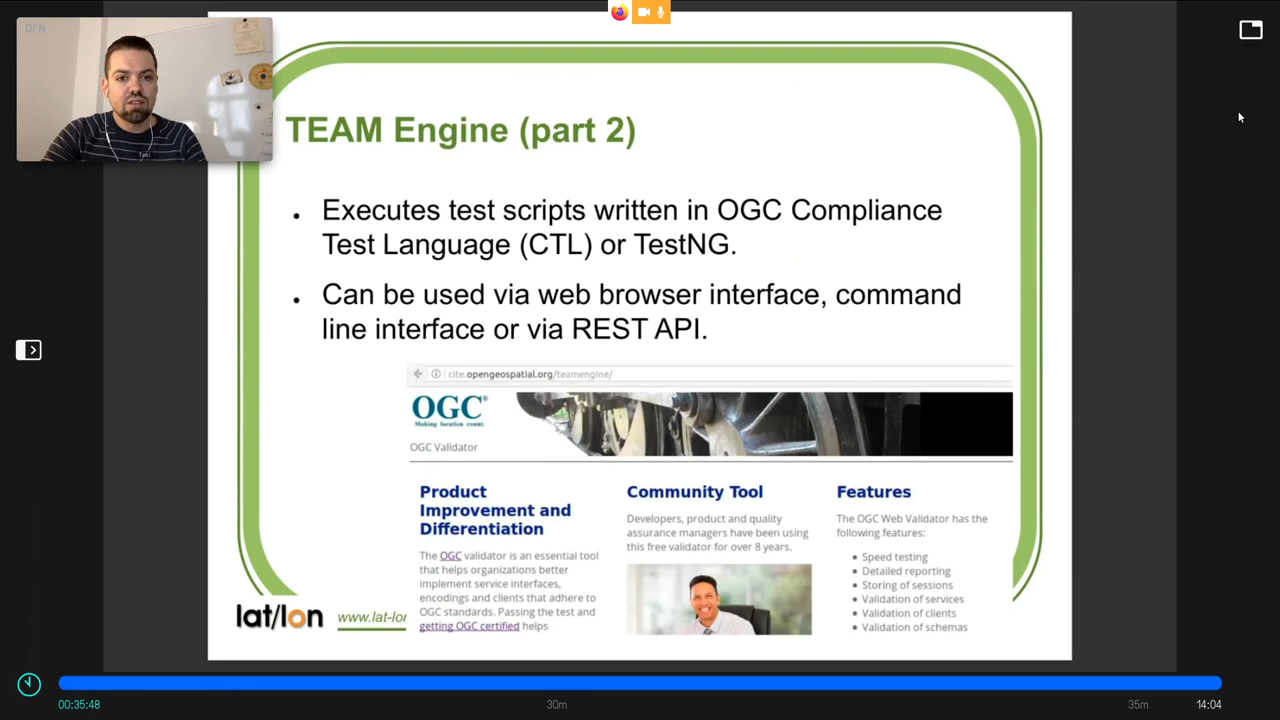 DFN
TEAM Engine (part 2)
• Executes test scripts written in OGC Compliance
Test Language (CTL) or TestNG.
• Can be used via web browser interface, command
line interface or via REST API.
cite.opengeospatial.org/teamengine/
OGC®
Making location count.
OGC Validator
Product
Improvement and
Differentiation
The OGC validator is an essential tool
that helps organizations better
implement service interfaces,
encodings and clients that adhere to
OGC standards. Passing the test and
getting OGC certified helps
Community Tool
Developers, product and quality
assurance managers have been using
this free validator for over 8 years.
Features
The OGC Web Validator has the
following features:
• Speed testing
• Detailed reporting
• Storing of sessions
• Validation of services
• Validation of clients
• Validation of schemas
lat/lon
www.lat-lon
00:35:48
30m
35m
14:04